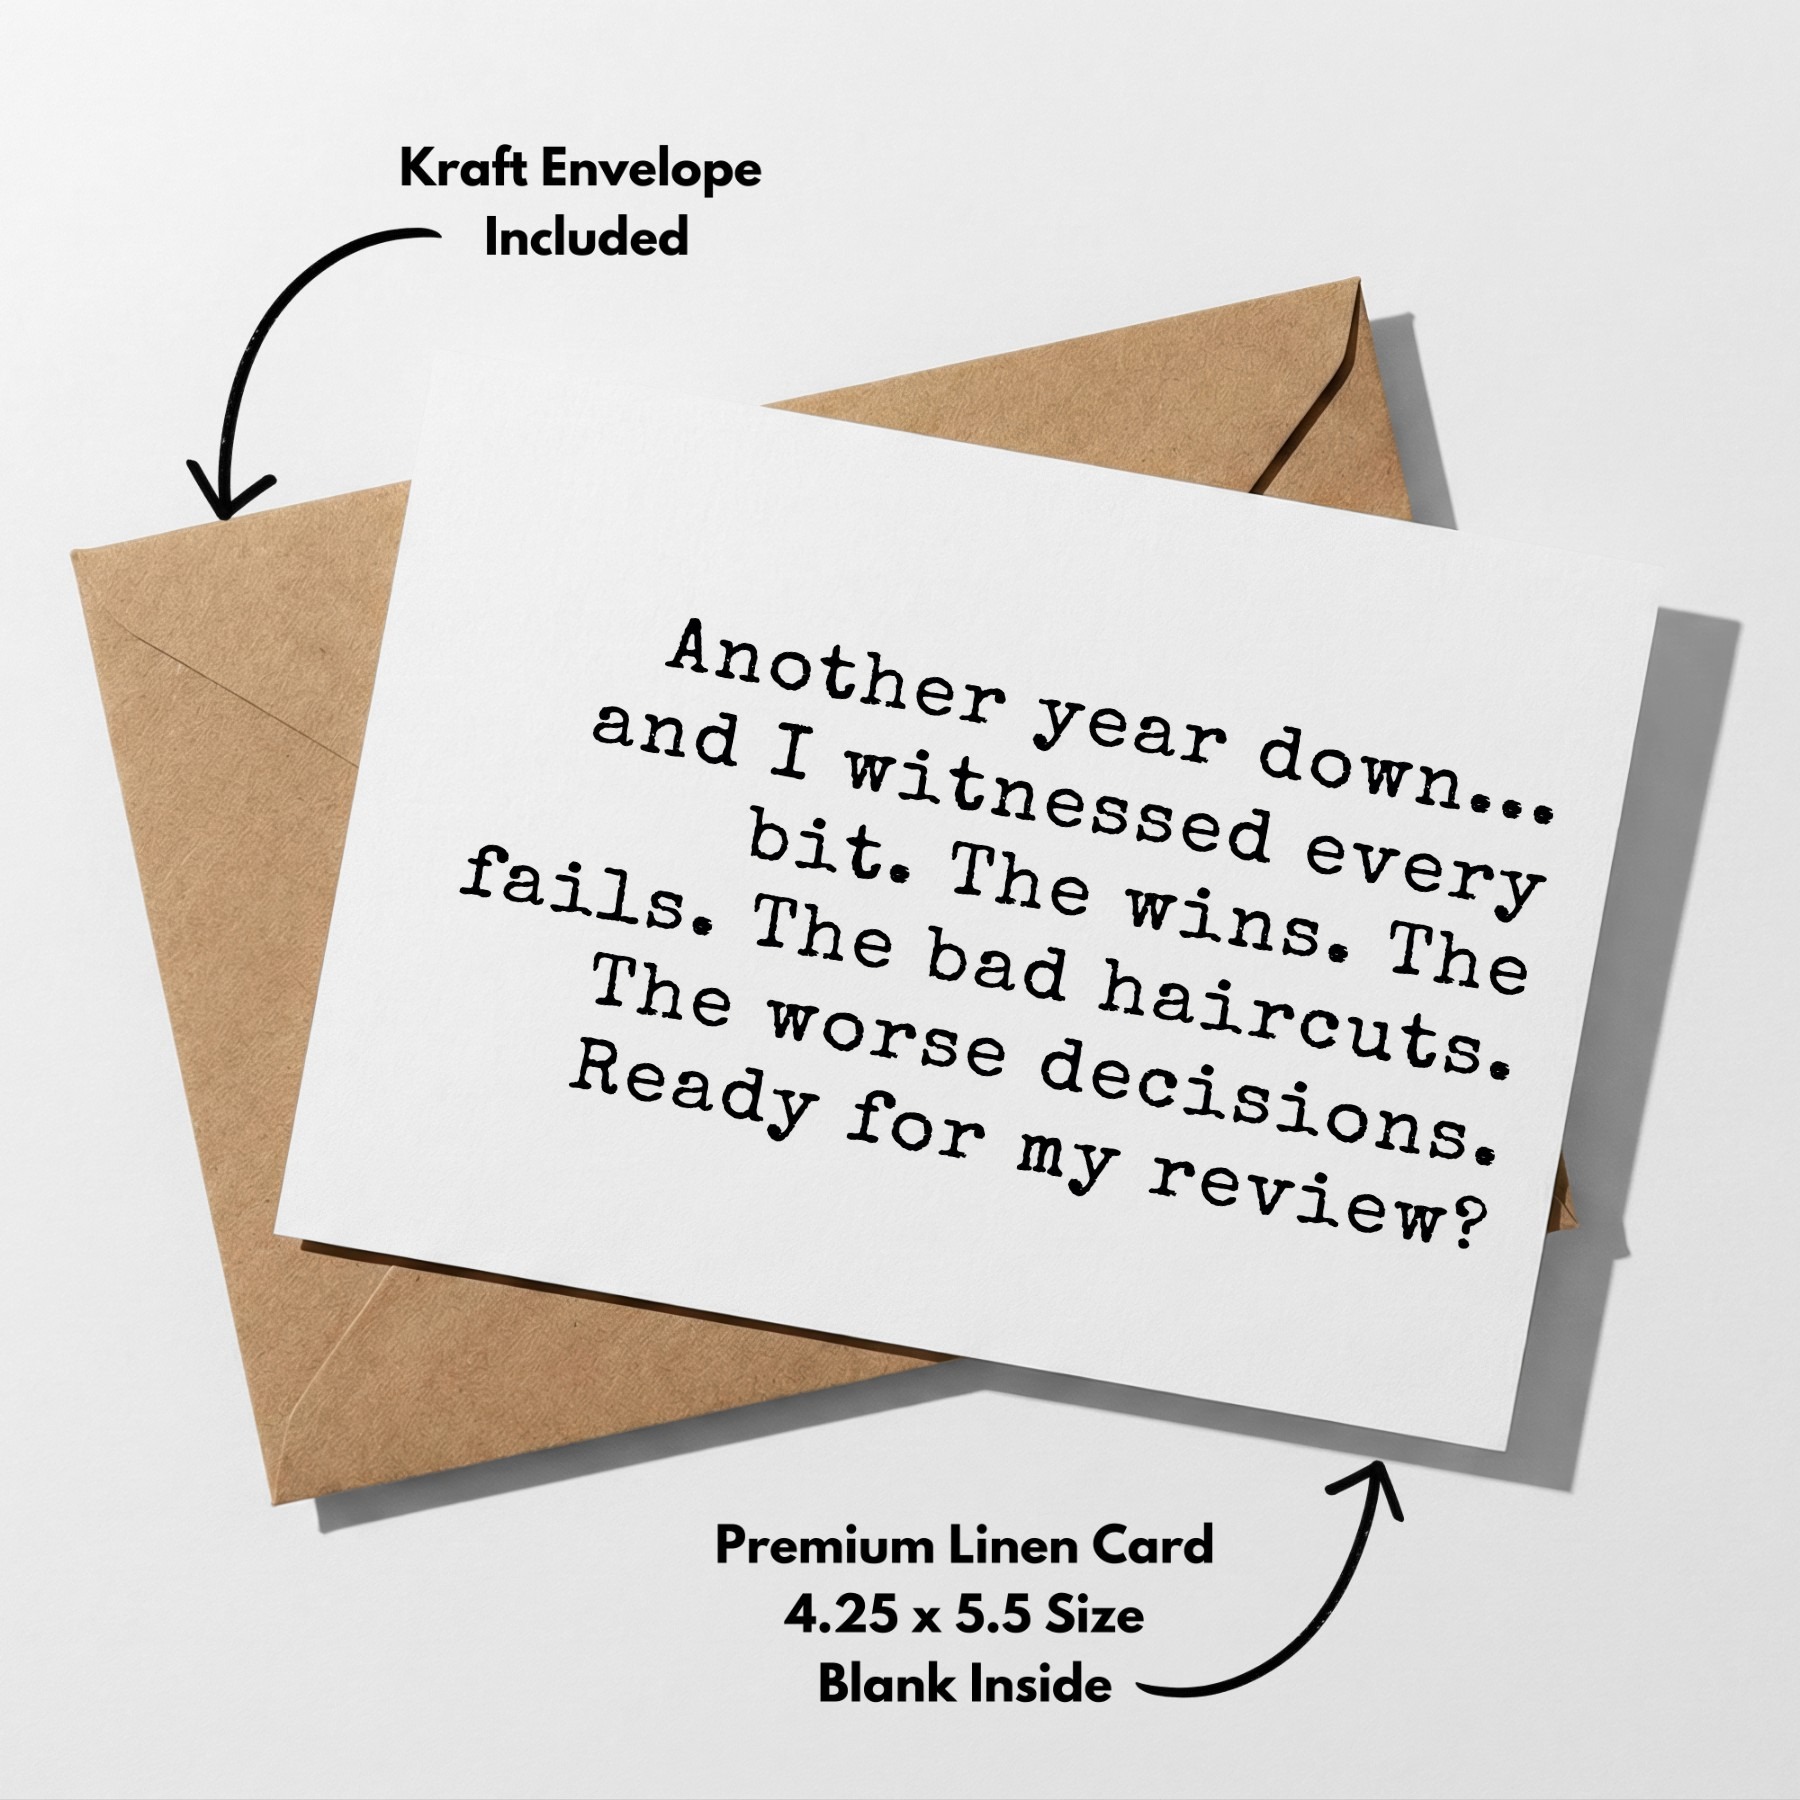 Kraft Envelope
Included
Another year down...
and I witnessed every
bit. The wins. The
fails. The bad haircuts.
The worse decisions.
Ready for my review?
Premium Linen Card
4.25 x 5.5 Size
Blank Inside